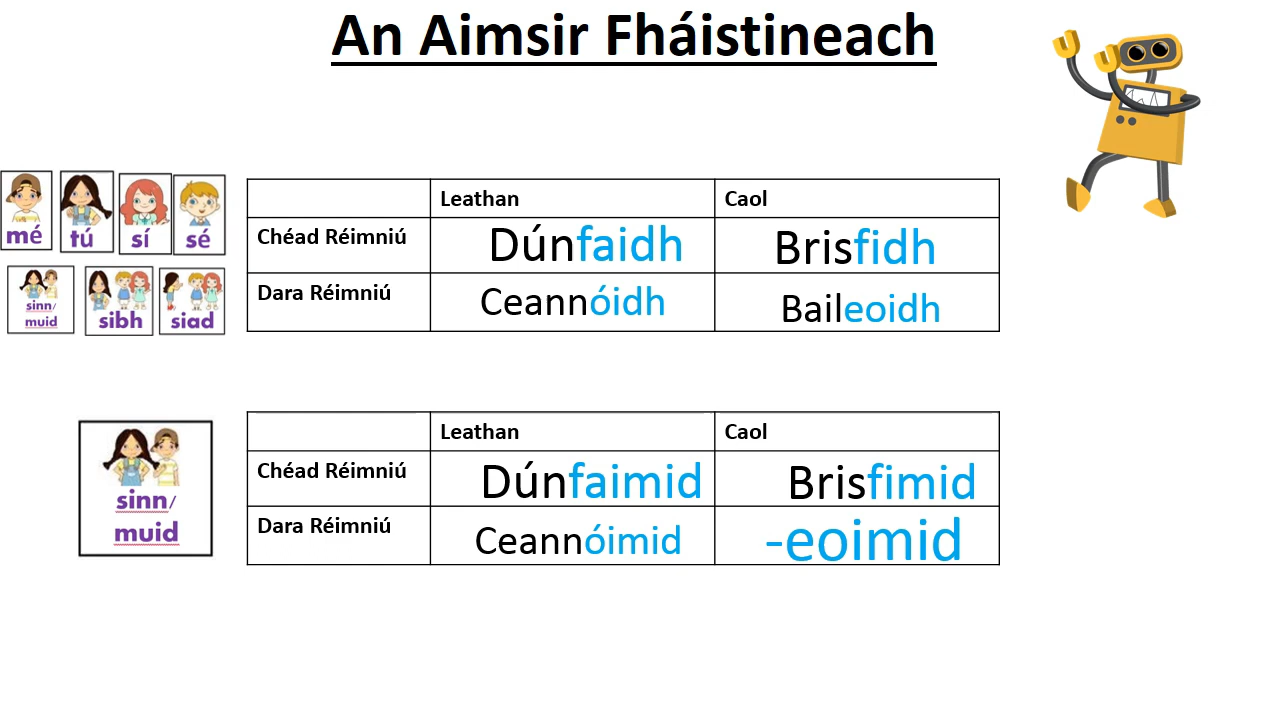 An Aimsir Fháistineach
mé tú sí sé
sinn/
muid
sibh siad
Leathan Caol
Chéad Réimniú Dúnfaidh Brisfidh
Dara Réimniú Ceannóidh Baileoidh
sinn/
muid
Leathan Caol
Chéad Réimniú Dúnfaimid Brisfimid
Dara Réimniú Ceannóimid -eoimid